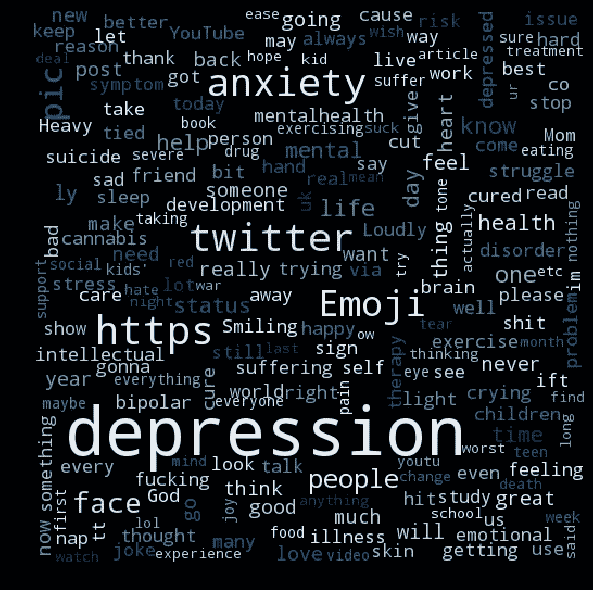 new better YouTube ease going cause risk issue
keep let may always wish way sure hard
reason thank back hope kid live article depressed treatment
deal post got anxiety suffer work best
pic symptom today give heart ur co
take book mentalhealth stop
Heavy tied help person exercising suck cut know Mom
suicide severe drug mental say feel come eating
sad friend bit hand real mean day tone struggle
ly sleep someone cured read
development uk life
make taking Loudly thing actually health nothing
bad cannabis twitter want disorder
need really trying via try
social kids' red brain one etc im
support stress hate lot war away Emoji please
care night status well problem
show https Smiling happy ow tear shit
intellectual still last sign exercise month
gonna thinking never
year everything cure suffering self therapy eye see ift
world right pain light crying find
maybe bipolar everyone children
something depression time long
worst teen
every mind look talk youtu even feeling
fucking people change death
now first face God think anything hit study great
go joy good school us week
tt lol much will emotional said
nap thought many food illness
watch joke experience love video skin getting use